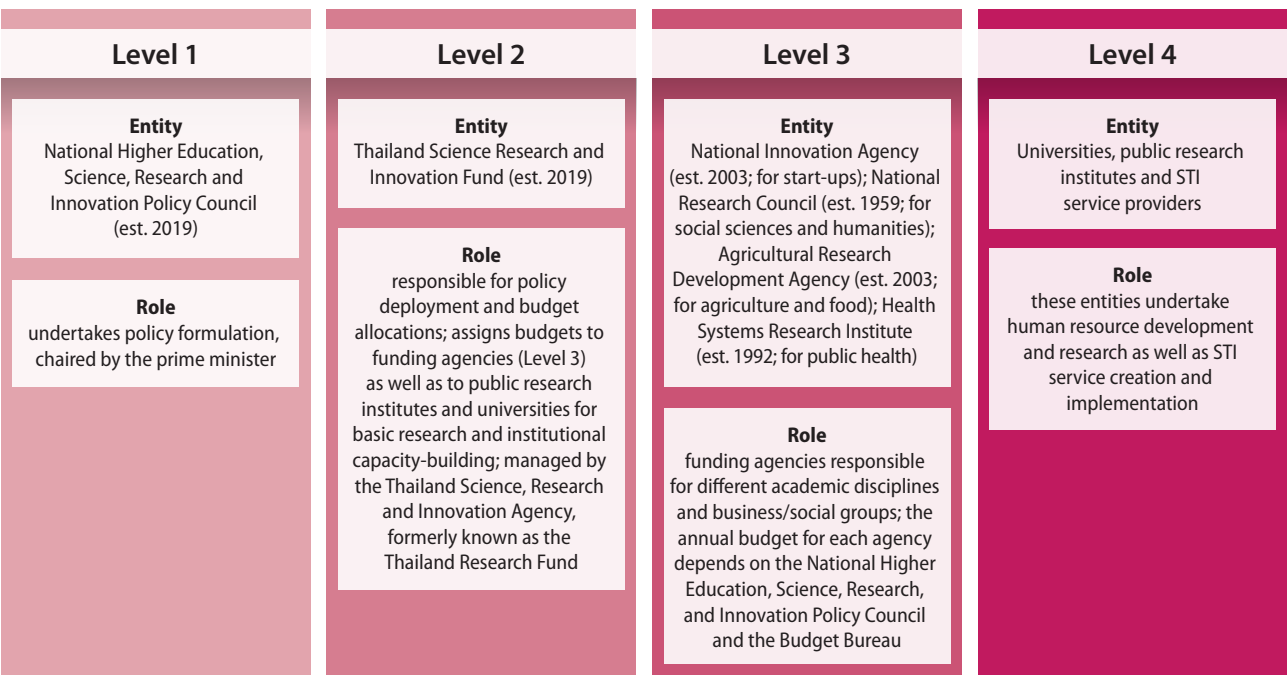 Level 1
Entity
National Higher Education,
Science, Research and
Innovation Policy Council
(est. 2019)
Role
undertakes policy formulation,
chaired by the prime minister
Level 2
Entity
Thailand Science Research and
Innovation Fund (est. 2019)
Role
responsible for policy
deployment and budget
allocations; assigns budgets to
funding agencies (Level 3)
as well as to public research
institutes and universities for
basic research and institutional
capacity-building; managed by
the Thailand Science, Research
and Innovation Agency,
formerly known as the
Thailand Research Fund
Level 3
Entity
National Innovation Agency
(est. 2003; for start-ups); National
Research Council (est. 1959; for
social sciences and humanities);
Agricultural Research
Development Agency (est. 2003;
for agriculture and food); Health
Systems Research Institute
(est. 1992; for public health)
Role
funding agencies responsible
for different academic disciplines
and business/social groups; the
annual budget for each agency
depends on the National Higher
Education, Science, Research,
and Innovation Policy Council
and the Budget Bureau
Level 4
Entity
Universities, public research
institutes and STI
service providers
Role
these entities undertake
human resource development
and research as well as STI
service creation and
implementation